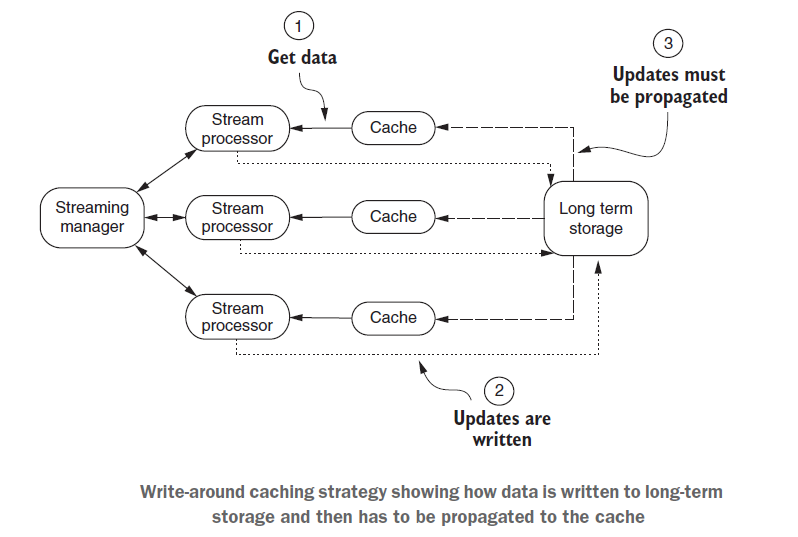 1
Get data
3
Updates must
be propagated
Stream
processor
Cache
Streaming
manager
Stream
processor
Cache
Long term
storage
Stream
processor
Cache
2
Updates are
written
Write-around caching strategy showing how data is written to long-term
storage and then has to be propagated to the cache